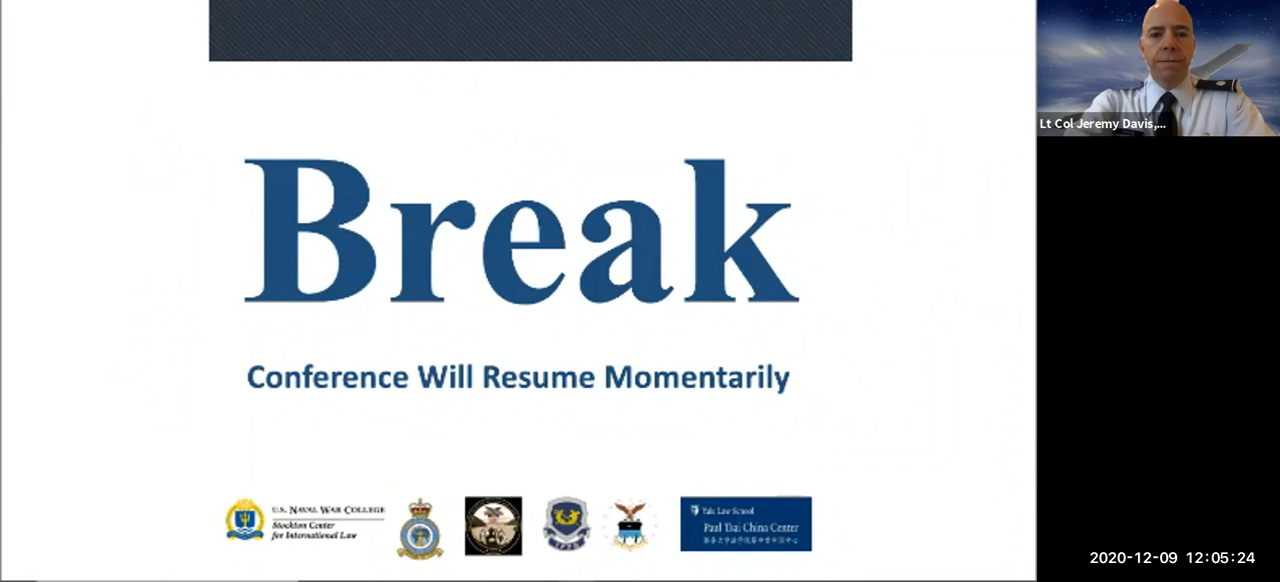 Break
Conference Will Resume Momentarily
U.S. Naval War College
Stockton Center
for International Law
Yale Law School
Paul Tsai China Center
Lt Col Jeremy Davis,...
2020-12-09 12:05:24